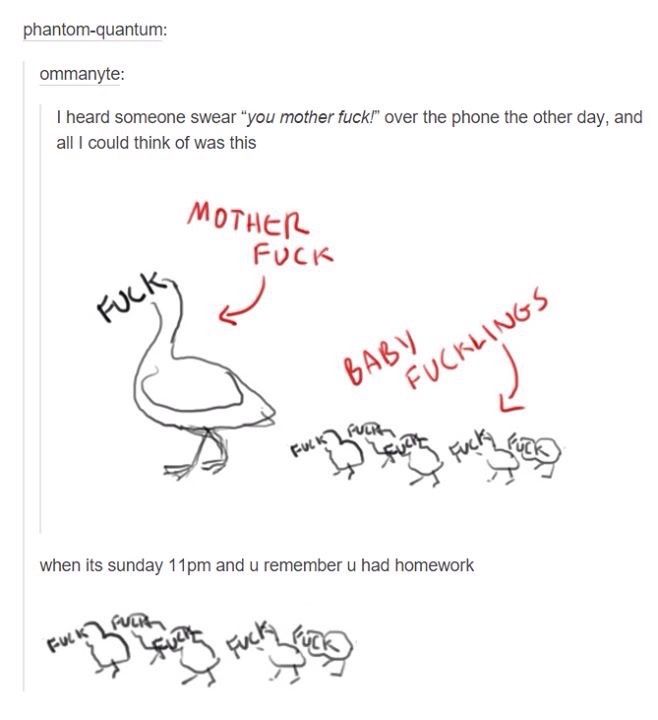 phantom-quantum:
ommanyte:
I heard someone swear “you mother fuck!” over the phone the other day, and
all I could think of was this
MOTHER
FUCK
FUCK
BABY
FUCKLINGS
FUCK FUCK FUCK FUCK FUCK
when its sunday 11pm and u remember u had homework
FUCK FUCK FUCK FUCK FUCK